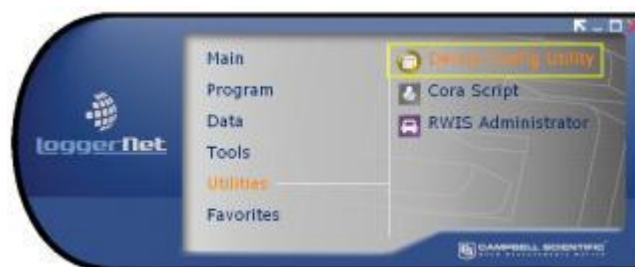 Main
Program
Data
Tools
Utilities
Favorites
Device Config Utility
Cora Script
RWIS Administrator
LoggerNet
CAMPBELL SCIENTIFIC